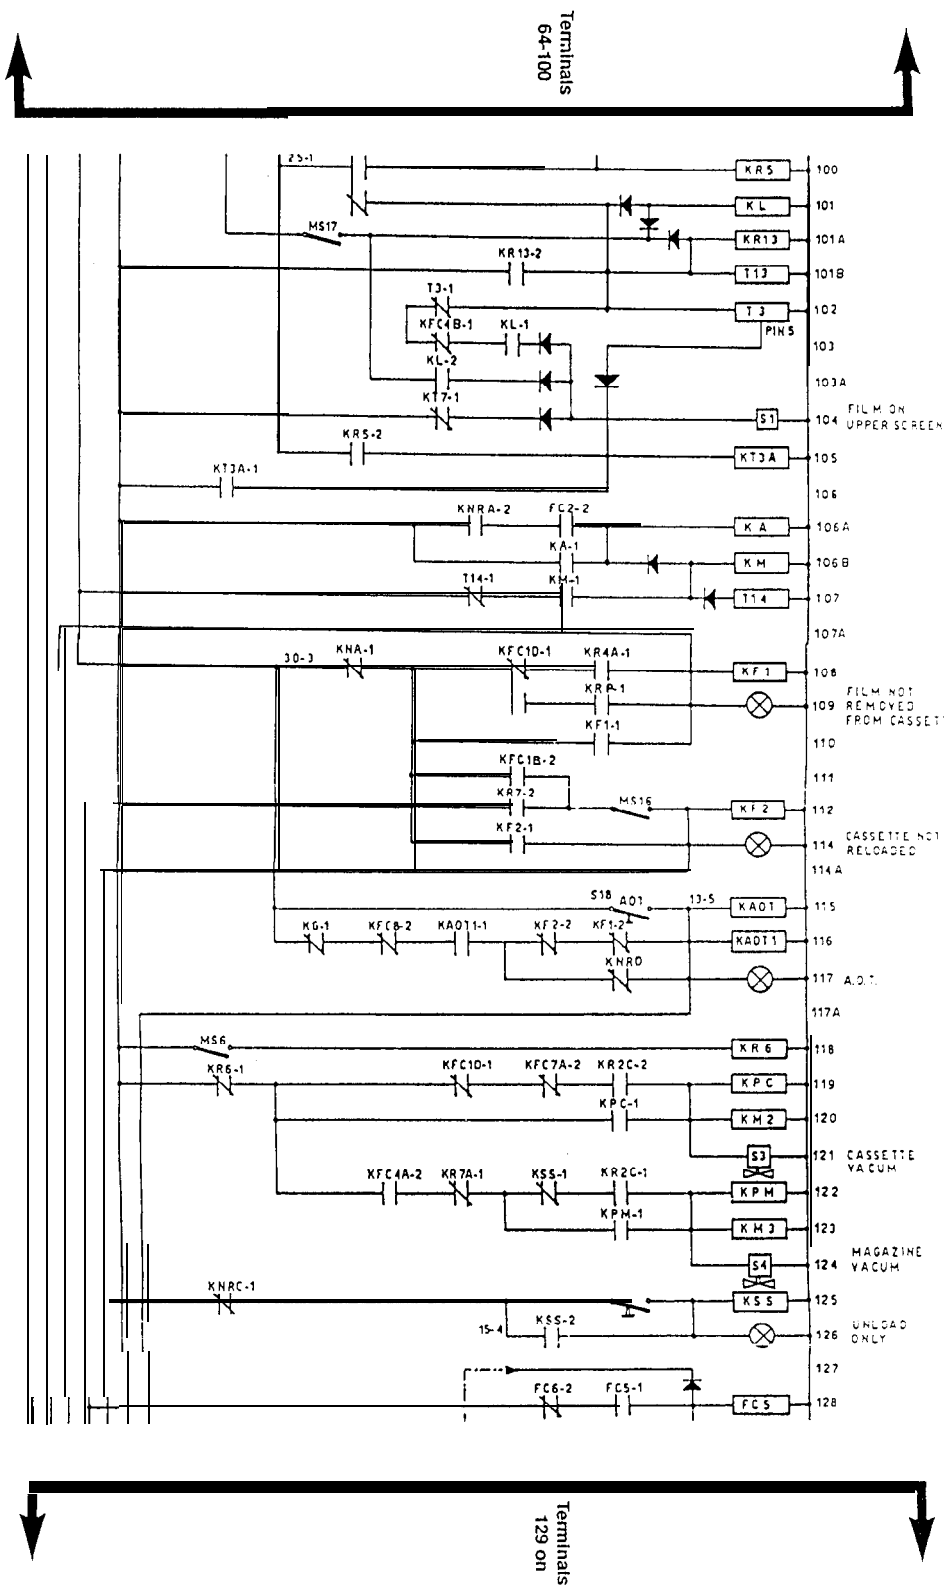 Terminals
64-100
25-1
KR5
100
KL
101
MS17
KR13
101A
KR13-2
T13
101B
T3-1
T3
102
PIN 5
KFC4B-1
KL-1
103
KL-2
103A
KT7-1
S1
104
FILM ON
UPPER SCREEN
KR5-2
KT3A
105
KT3A-1
106
KNRA-2
FC2-2
KA
106A
KA-1
KM
106B
T14-1
KM-1
T14
107
107A
30-3
KNA-1
KFC1D-1
KR4A-1
KF1
108
KRP-1
109
FILM NOT
REMOVED
FROM CASSET
KF1-1
110
KFC1B-2
111
KR7-2
MS16
KF2
112
KF2-1
114
CASSETTE NOT
RELOADED
114A
S18
AOT
13-5
KAOT
115
KG-1
KFC8-2
KAOT1-1
KF2-2
KF1-2
KAOT1
116
KNRD
117
A.O.T.
117A
MS6
KR6
118
KR6-1
KFC1D-1
KFC7A-2
KR2C-2
KPC
119
KPC-1
KM2
120
S3
121
CASSETTE
VACUM
KFC4A-2
KR7A-1
KSS-1
KR2C-1
KPM
122
KPM-1
KM3
123
S4
124
MAGAZINE
VACUM
KNRC-1
KSS
125
15-4
KSS-2
126
UNLOAD
ONLY
127
FC6-2
FC5-1
FC5
128
Terminals
129 on